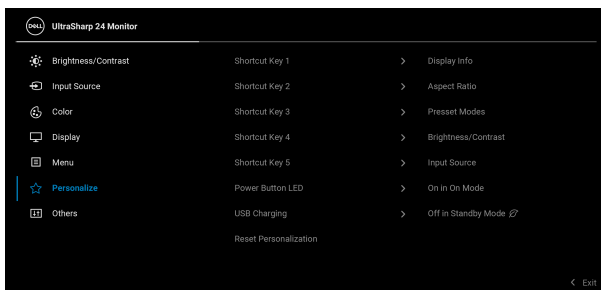 DELL UltraSharp 24 Monitor
Brightness/Contrast Shortcut Key 1 > Display Info
Input Source Shortcut Key 2 > Aspect Ratio
Color Shortcut Key 3 > Presset Modes
Display Shortcut Key 4 > Brightness/Contrast
Menu Shortcut Key 5 > Input Source
Personalize Power Button LED > On in On Mode
Others USB Charging > Off in Standby Mode
Reset Personalization
< Exit